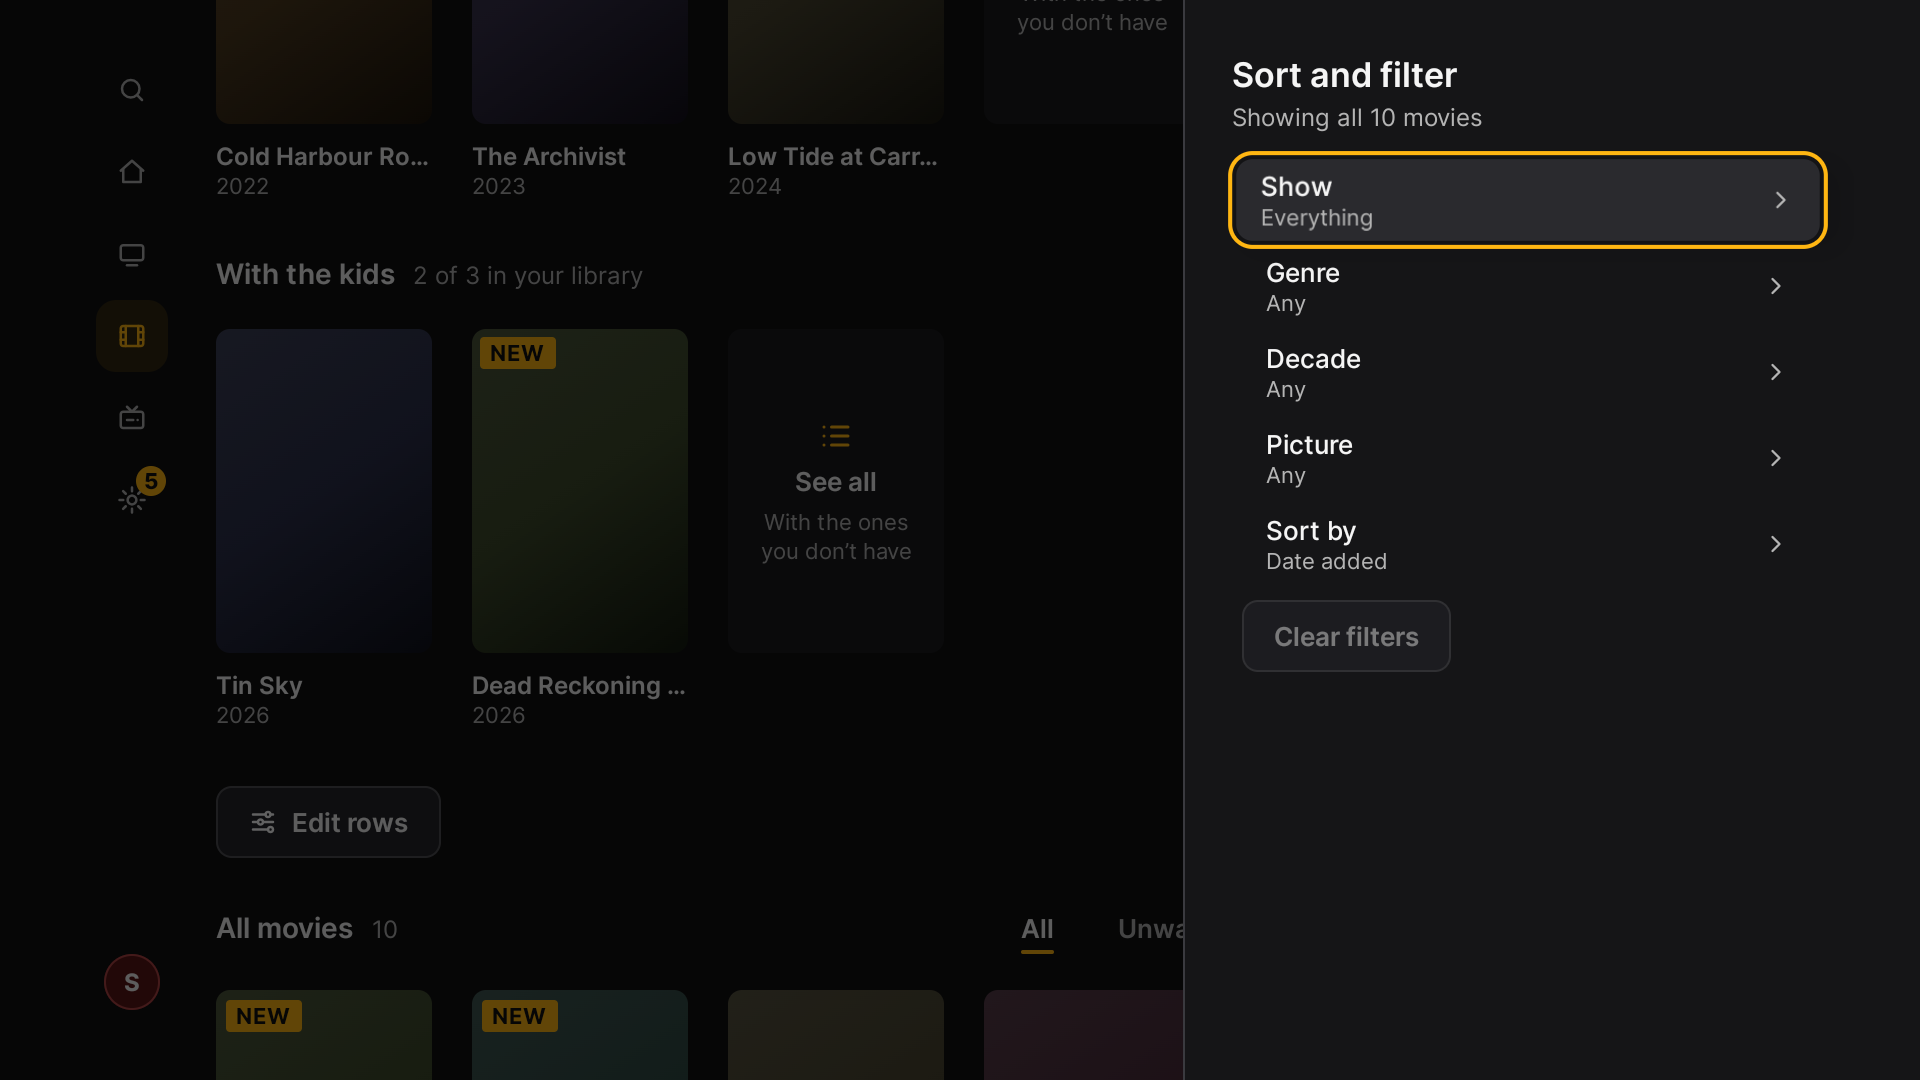 you don't have
Cold Harbour Ro...
2022
The Archivist
2023
Low Tide at Carr...
2024
With the kids 2 of 3 in your library
NEW
See all
With the ones
you don't have
Tin Sky
2026
Dead Reckoning ...
2026
Edit rows
All movies 10
All
NEW
NEW
5
S
Sort and filter
Showing all 10 movies
Show
Everything
Genre
Any
Decade
Any
Picture
Any
Sort by
Date added
Clear filters